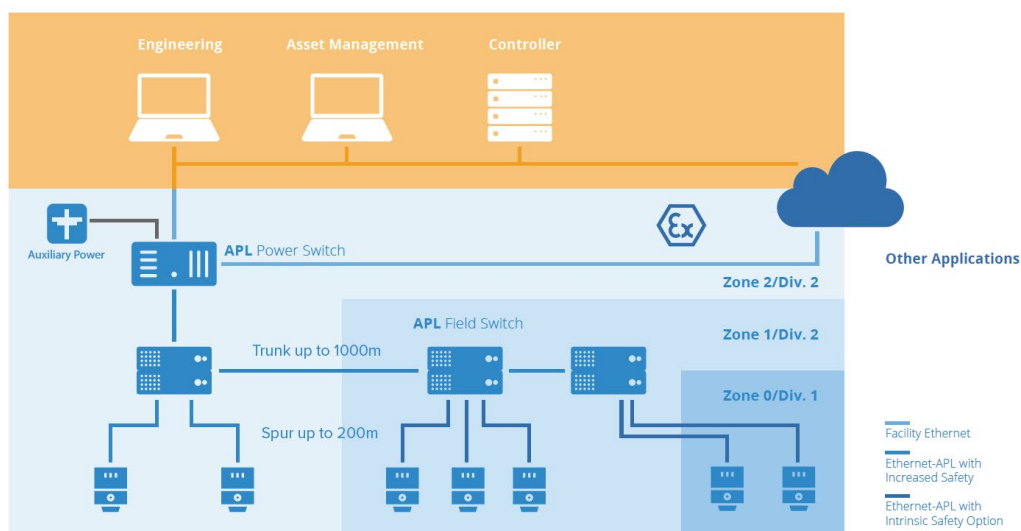 Engineering
Asset Management
Controller
Auxiliary Power
APL Power Switch
Ex
Other Applications
Zone 2/Div. 2
APL Field Switch
Zone 1/Div. 2
Trunk up to 1000m
Zone 0/Div. 1
Spur up to 200m
Facility Ethernet
Ethernet-APL with
Increased Safety
Ethernet-APL with
Intrinsic Safety Option